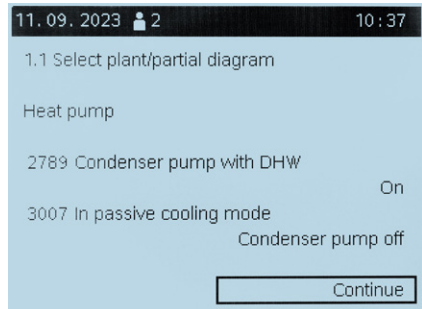 11.09.2023 2 10:37
1.1 Select plant/partial diagram
Heat pump
2789 Condenser pump with DHW
On
3007 In passive cooling mode
Condenser pump off
Continue